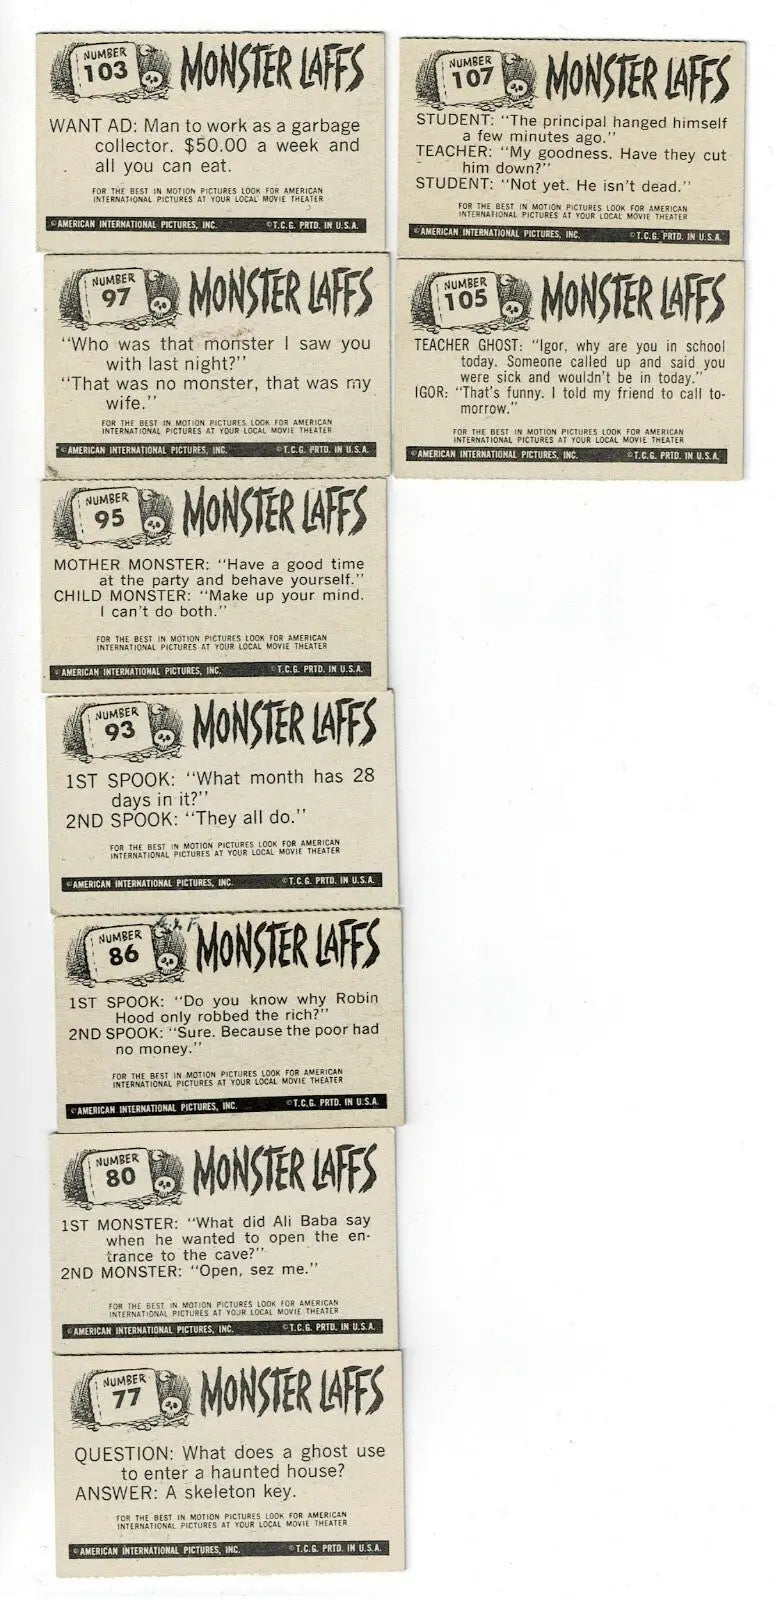 NUMBER
103
MONSTER LAFFS
WANT AD: Man to work as a garbage
collector. $50.00 a week and
all you can eat.
FOR THE BEST IN MOTION PICTURES LOOK FOR AMERICAN
INTERNATIONAL PICTURES AT YOUR LOCAL MOVIE THEATER
©AMERICAN INTERNATIONAL PICTURES, INC. ©T.C.G. PRTD. IN U.S.A.
NUMBER
97
MONSTER LAFFS
"Who was that monster I saw you
with last night?"
"That was no monster, that was my
wife."
FOR THE BEST IN MOTION PICTURES LOOK FOR AMERICAN
INTERNATIONAL PICTURES AT YOUR LOCAL MOVIE THEATER
©AMERICAN INTERNATIONAL PICTURES, INC. ©T.C.G. PRTD. IN U.S.A.
NUMBER
95
MONSTER LAFFS
MOTHER MONSTER: "Have a good time
at the party and behave yourself."
CHILD MONSTER: "Make up your mind.
I can't do both."
FOR THE BEST IN MOTION PICTURES LOOK FOR AMERICAN
INTERNATIONAL PICTURES AT YOUR LOCAL MOVIE THEATER
©AMERICAN INTERNATIONAL PICTURES, INC. ©T.C.G. PRTD. IN U.S.A.
NUMBER
93
MONSTER LAFFS
1ST SPOOK: "What month has 28
days in it?"
2ND SPOOK: "They all do."
FOR THE BEST IN MOTION PICTURES LOOK FOR AMERICAN
INTERNATIONAL PICTURES AT YOUR LOCAL MOVIE THEATER
©AMERICAN INTERNATIONAL PICTURES, INC. ©T.C.G. PRTD. IN U.S.A.
NUMBER
86
MONSTER LAFFS
1ST SPOOK: "Do you know why Robin
Hood only robbed the rich?"
2ND SPOOK: "Sure. Because the poor had
no money."
FOR THE BEST IN MOTION PICTURES LOOK FOR AMERICAN
INTERNATIONAL PICTURES AT YOUR LOCAL MOVIE THEATER
©AMERICAN INTERNATIONAL PICTURES, INC. ©T.C.G. PRTD. IN U.S.A.
NUMBER
80
MONSTER LAFFS
1ST MONSTER: "What did Ali Baba say
when he wanted to open the en-
trance to the cave?"
2ND MONSTER: "Open, sez me."
FOR THE BEST IN MOTION PICTURES LOOK FOR AMERICAN
INTERNATIONAL PICTURES AT YOUR LOCAL MOVIE THEATER
©AMERICAN INTERNATIONAL PICTURES, INC. ©T.C.G. PRTD. IN U.S.A.
NUMBER
77
MONSTER LAFFS
QUESTION: What does a ghost use
to enter a haunted house?
ANSWER: A skeleton key.
FOR THE BEST IN MOTION PICTURES LOOK FOR AMERICAN
INTERNATIONAL PICTURES AT YOUR LOCAL MOVIE THEATER
©AMERICAN INTERNATIONAL PICTURES, INC. ©T.C.G. PRTD. IN U.S.A.
NUMBER
107
MONSTER LAFFS
STUDENT: "The principal hanged himself
a few minutes ago."
TEACHER: "My goodness. Have they cut
him down?"
STUDENT: "Not yet. He isn't dead."
FOR THE BEST IN MOTION PICTURES LOOK FOR AMERICAN
INTERNATIONAL PICTURES AT YOUR LOCAL MOVIE THEATER
©AMERICAN INTERNATIONAL PICTURES, INC. ©T.C.G. PRTD. IN U.S.A.
NUMBER
105
MONSTER LAFFS
TEACHER GHOST: "Igor, why are you in school
today. Someone called up and said you
were sick and wouldn't be in today."
IGOR: "That's funny. I told my friend to call to-
morrow."
FOR THE BEST IN MOTION PICTURES LOOK FOR AMERICAN
INTERNATIONAL PICTURES AT YOUR LOCAL MOVIE THEATER
©AMERICAN INTERNATIONAL PICTURES, INC. ©T.C.G. PRTD. IN U.S.A.